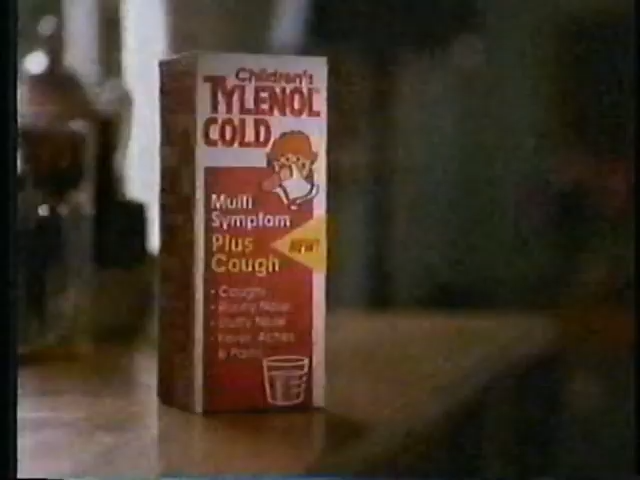 Children's
TYLENOL
COLD
Multi
Symptom
Plus
Cough
NEW!
• Cough
• Runny Nose
• Stuffy Nose
• Fever, Aches
& Pains